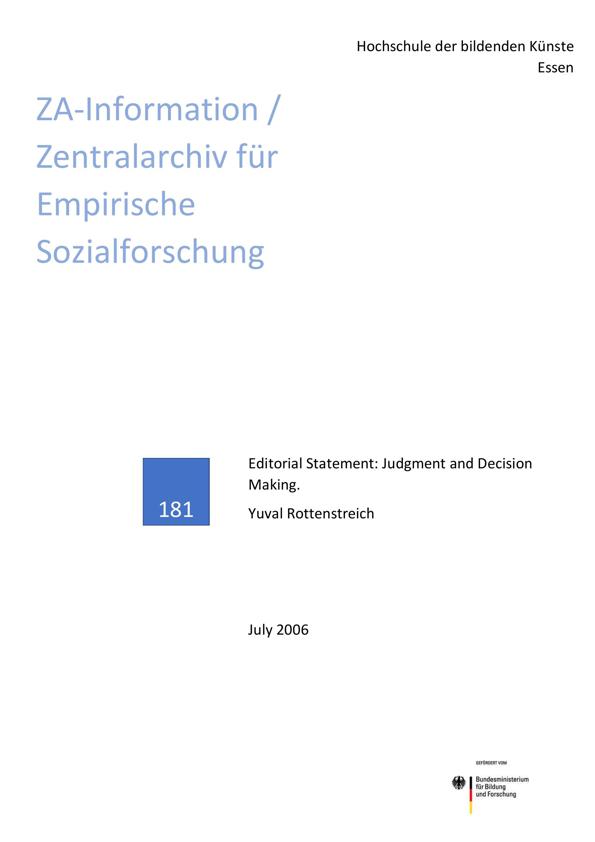 Hochschule der bildenden Künste
Essen
ZA-Information /
Zentralarchiv für
Empirische
Sozialforschung
181
Editorial Statement: Judgment and Decision
Making.
Yuval Rottenstreich
July 2006
GEFÖRDERT VOM
Bundesministerium
für Bildung
und Forschung